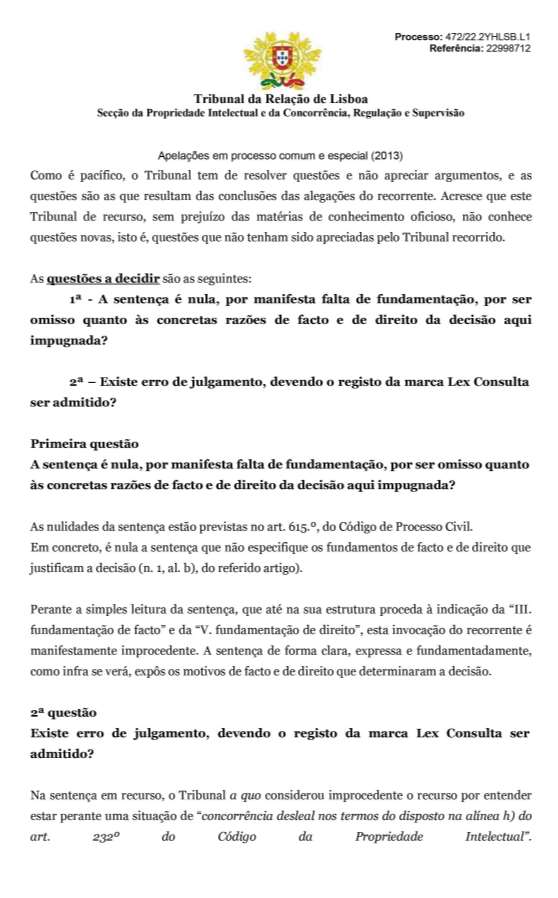 Processo: 472/22.2YHLSB.L1
Referência: 22998712
Tribunal da Relação de Lisboa
Secção da Propriedade Intelectual e da Concorrência, Regulação e Supervisão
Apelações em processo comum e especial (2013)
Como é pacífico, o Tribunal tem de resolver questões e não apreciar argumentos, e as
questões são as que resultam das conclusões das alegações do recorrente. Acresce que este
Tribunal de recurso, sem prejuízo das matérias de conhecimento oficioso, não conhece
questões novas, isto é, questões que não tenham sido apreciadas pelo Tribunal recorrido.
As questões a decidir são as seguintes:
1ª - A sentença é nula, por manifesta falta de fundamentação, por ser
omisso quanto às concretas razões de facto e de direito da decisão aqui
impugnada?
2ª – Existe erro de julgamento, devendo o registo da marca Lex Consulta
ser admitido?
Primeira questão
A sentença é nula, por manifesta falta de fundamentação, por ser omisso quanto
às concretas razões de facto e de direito da decisão aqui impugnada?
As nulidades da sentença estão previstas no art. 615.º, do Código de Processo Civil.
Em concreto, é nula a sentença que não especifique os fundamentos de facto e de direito que
justificam a decisão (n. 1, al. b), do referido artigo).
Perante a simples leitura da sentença, que até na sua estrutura proceda à indicação da “III.
fundamentação de facto” e da “V. fundamentação de direito”, esta invocação do recorrente é
manifestamente improcedente. A sentença de forma clara, expressa e fundamentadamente,
como infra se verá, expôs os motivos de facto e de direito que determinaram a decisão.
2ª questão
Existe erro de julgamento, devendo o registo da marca Lex Consulta ser
admitido?
Na sentença em recurso, o Tribunal a quo considerou improcedente o recurso por entender
estar perante uma situação de “concorrência desleal nos termos do disposto na alínea h) do
art. 232º do Código da Propriedade Intelectual”.